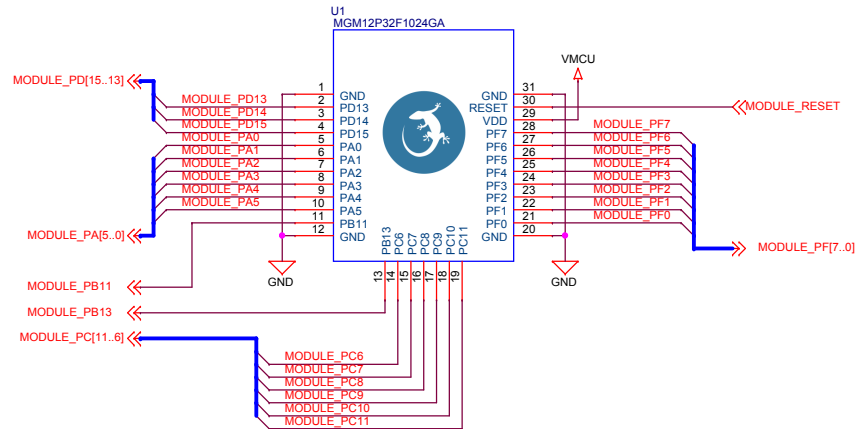 U1
MGM12P32F1024GA
VMCU
MODULE_PD[15..13]
MODULE_PD13
MODULE_PD14
MODULE_PD15
MODULE_PA0
MODULE_PA1
MODULE_PA2
MODULE_PA3
MODULE_PA4
MODULE_PA5
MODULE_PA[5..0]
MODULE_PB11
MODULE_PB13
MODULE_PC[11..6]
1 GND
2 PD13
3 PD14
4 PD15
5 PA0
6 PA1
7 PA2
8 PA3
9 PA4
10 PA5
11 PB11
12 GND
13 PB13
14 PC6
15 PC7
16 PC8
17 PC9
18 PC10
19 PC11
GND 31
RESET 30
VDD 29
PF7 28
PF6 27
PF5 26
PF4 25
PF3 24
PF2 23
PF1 22
PF0 21
GND 20
MODULE_RESET
MODULE_PF7
MODULE_PF6
MODULE_PF5
MODULE_PF4
MODULE_PF3
MODULE_PF2
MODULE_PF1
MODULE_PF0
MODULE_PF[7..0]
GND
GND
MODULE_PC6
MODULE_PC7
MODULE_PC8
MODULE_PC9
MODULE_PC10
MODULE_PC11